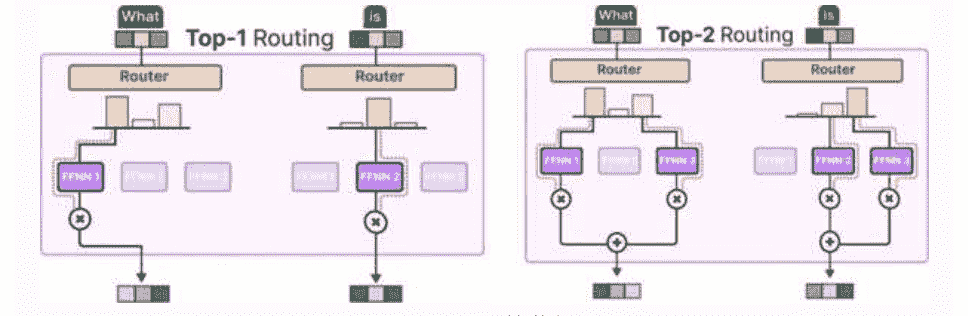 What
is
Top-1 Routing
Router
Router
FFNN 1
FFNN 2
What
is
Top-2 Routing
Router
Router
FFNN 1
FFNN 3
FFNN 2
FFNN 3